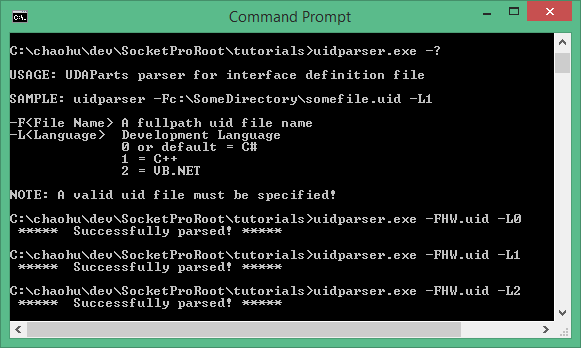 Command Prompt
C:\chaohu\dev\SocketProRoot\tutorials>uidparser.exe -?
USAGE: UDAParts parser for interface definition file
SAMPLE: uidparser -Fc:\SomeDirectory\somefile.uid -L1
-F<File Name> A fullpath uid file name
-L<Language>  Development Language
              0 or default = C#
              1 = C++
              2 = VB.NET
NOTE: A valid uid file must be specified!
C:\chaohu\dev\SocketProRoot\tutorials>uidparser.exe -FHW.uid -L0
 *****  Successfully parsed! *****
C:\chaohu\dev\SocketProRoot\tutorials>uidparser.exe -FHW.uid -L1
 *****  Successfully parsed! *****
C:\chaohu\dev\SocketProRoot\tutorials>uidparser.exe -FHW.uid -L2
 *****  Successfully parsed! *****